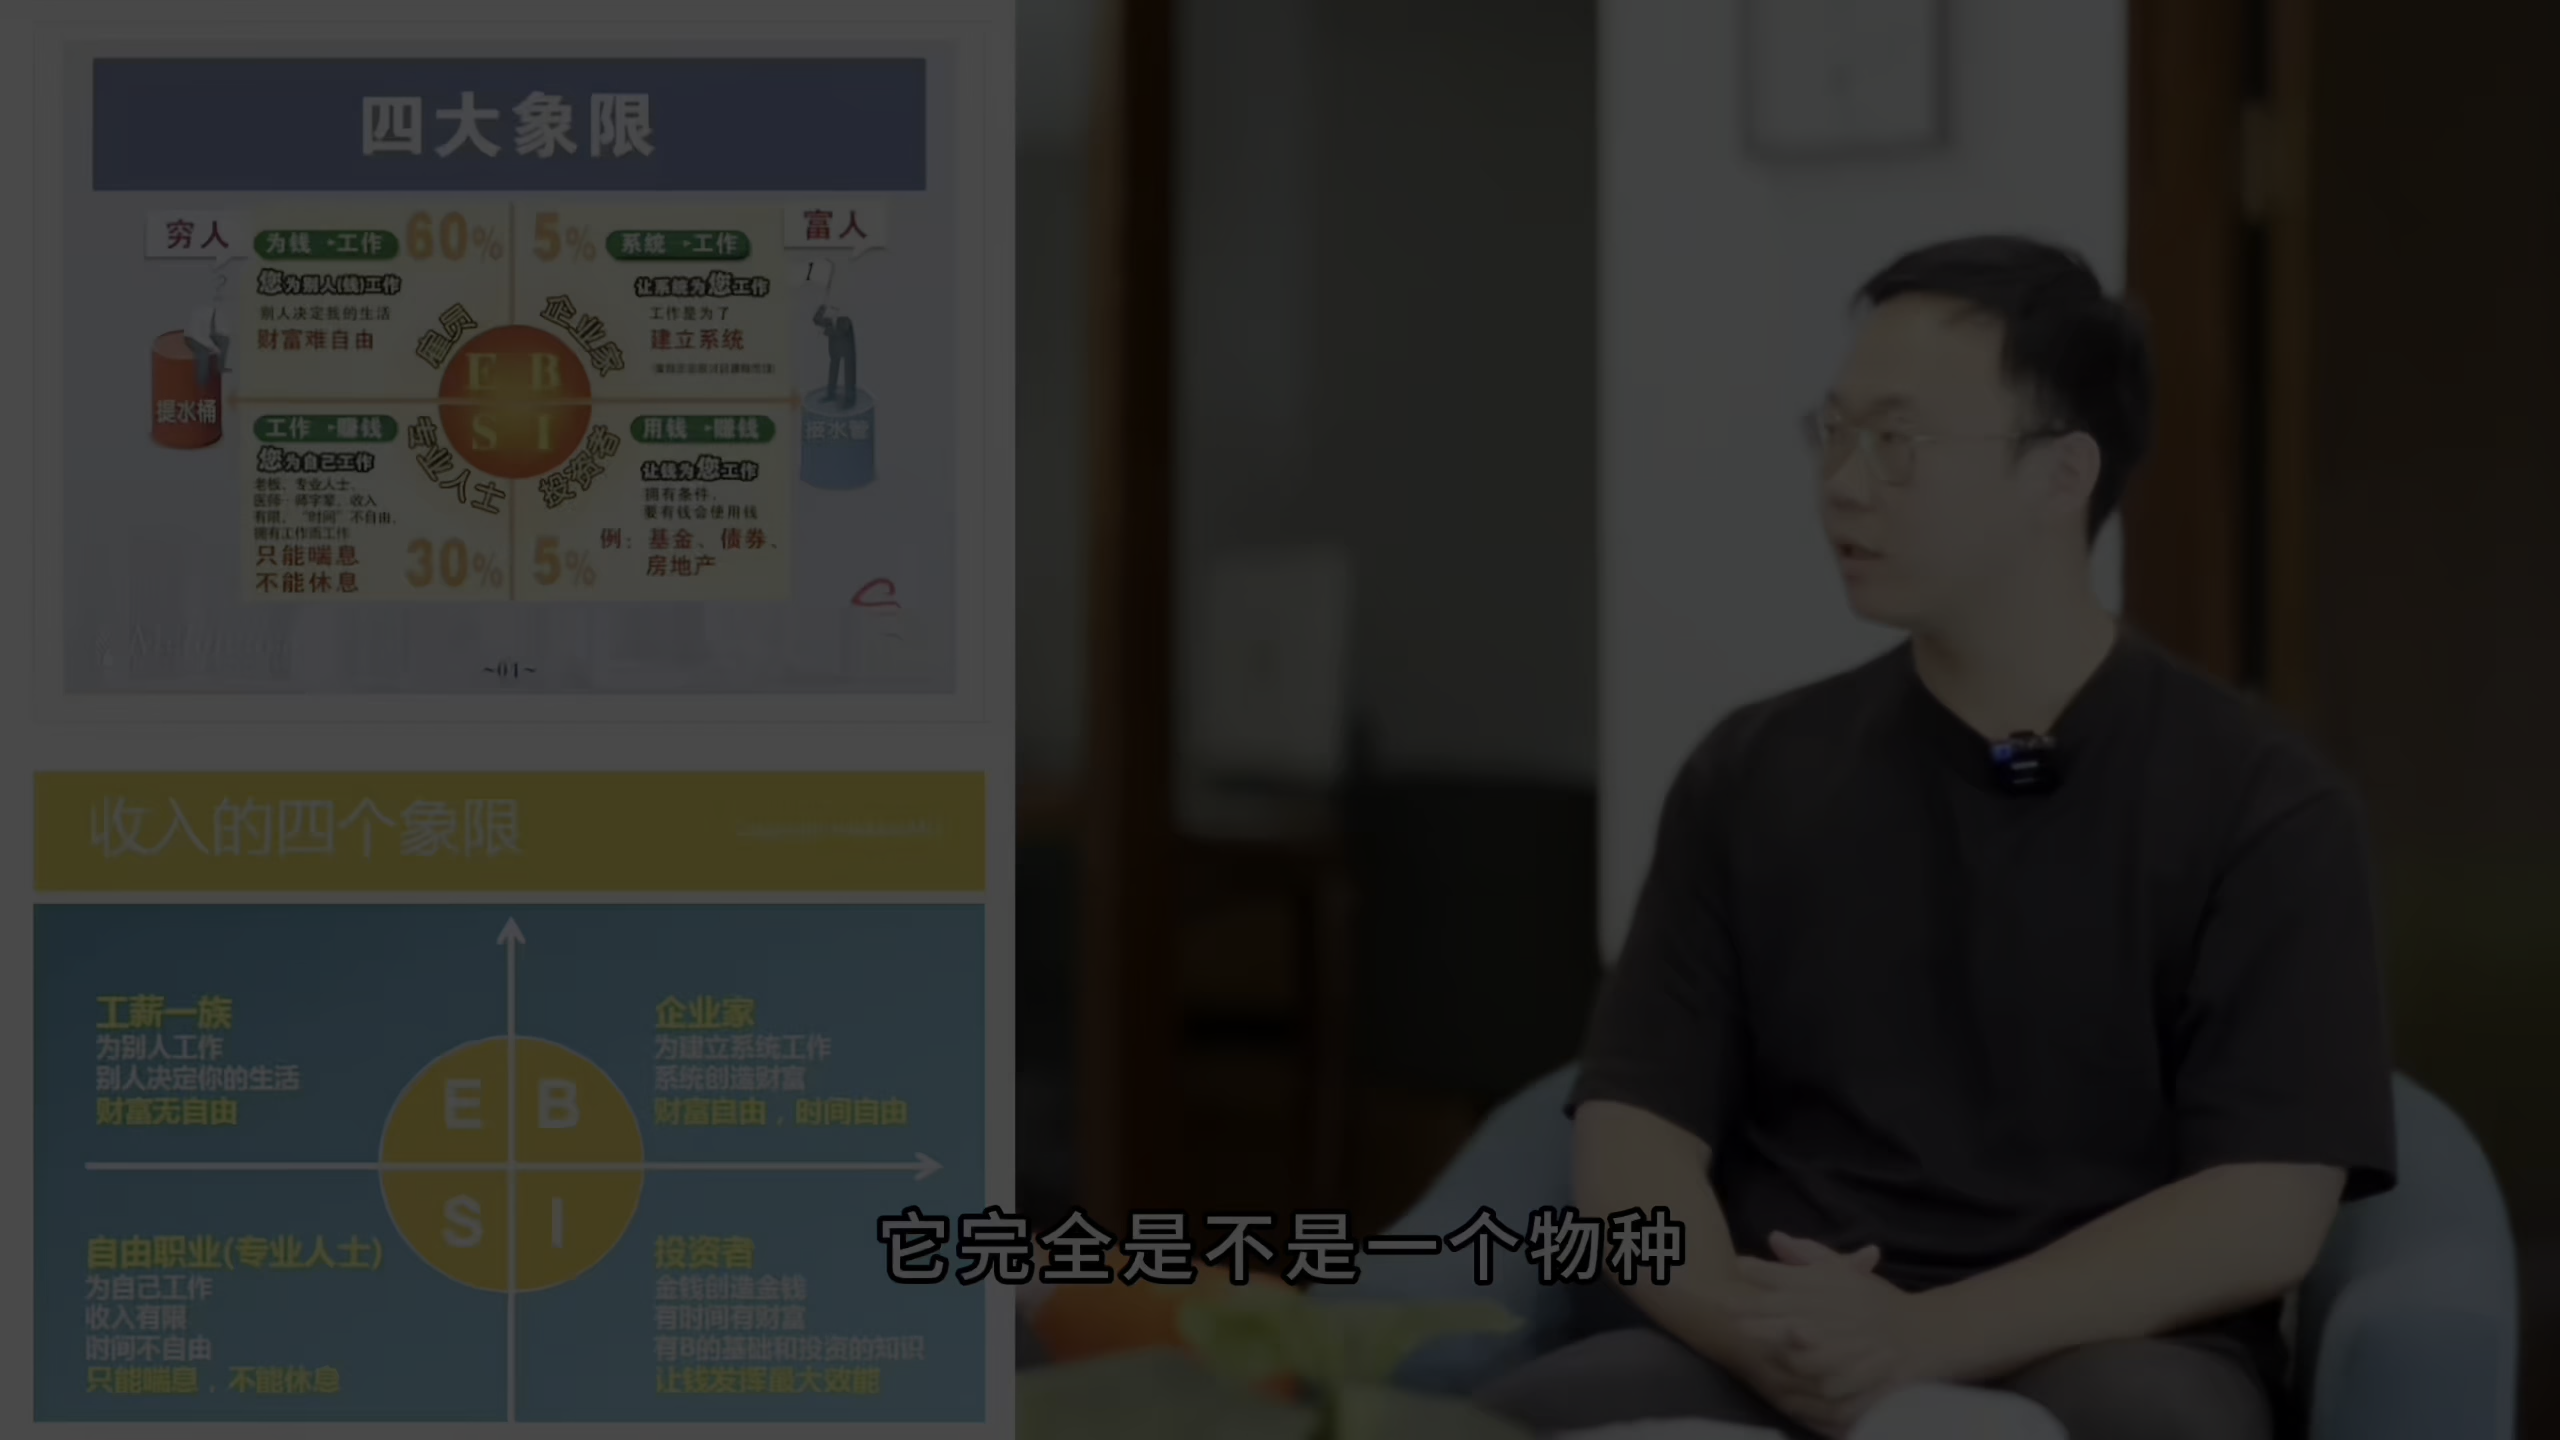 四大象限
穷人
为钱 工作
60%
5%
系统 工作
富人
您为别人(钱)工作
别人决定我的生活
财富难自由
雇员
企业家
让系统为您工作
工作是为了
建立系统
E B
S I
提水桶
接水管
工作 赚钱
您为自己工作
老板、专业人士、
医师…师字辈，收入
有限，“时间”不自由，
拥有工作而工作
只能喘息
不能休息
30%
5%
专业人士
投资者
用钱 赚钱
让钱为您工作
拥有条件，
要有钱会使用钱
例：基金、债券、
房地产
~01~
收入的四个象限
工薪一族
为别人工作
别人决定你的生活
财富无自由
企业家
为建立系统工作
系统创造财富
财富自由，时间自由
E B
S I
自由职业(专业人士)
为自己工作
收入有限
时间不自由
只能喘息，不能休息
投资者
金钱创造金钱
有时间有财富
有B的基础和投资的知识
让钱发挥最大效能
它完全是不是一个物种